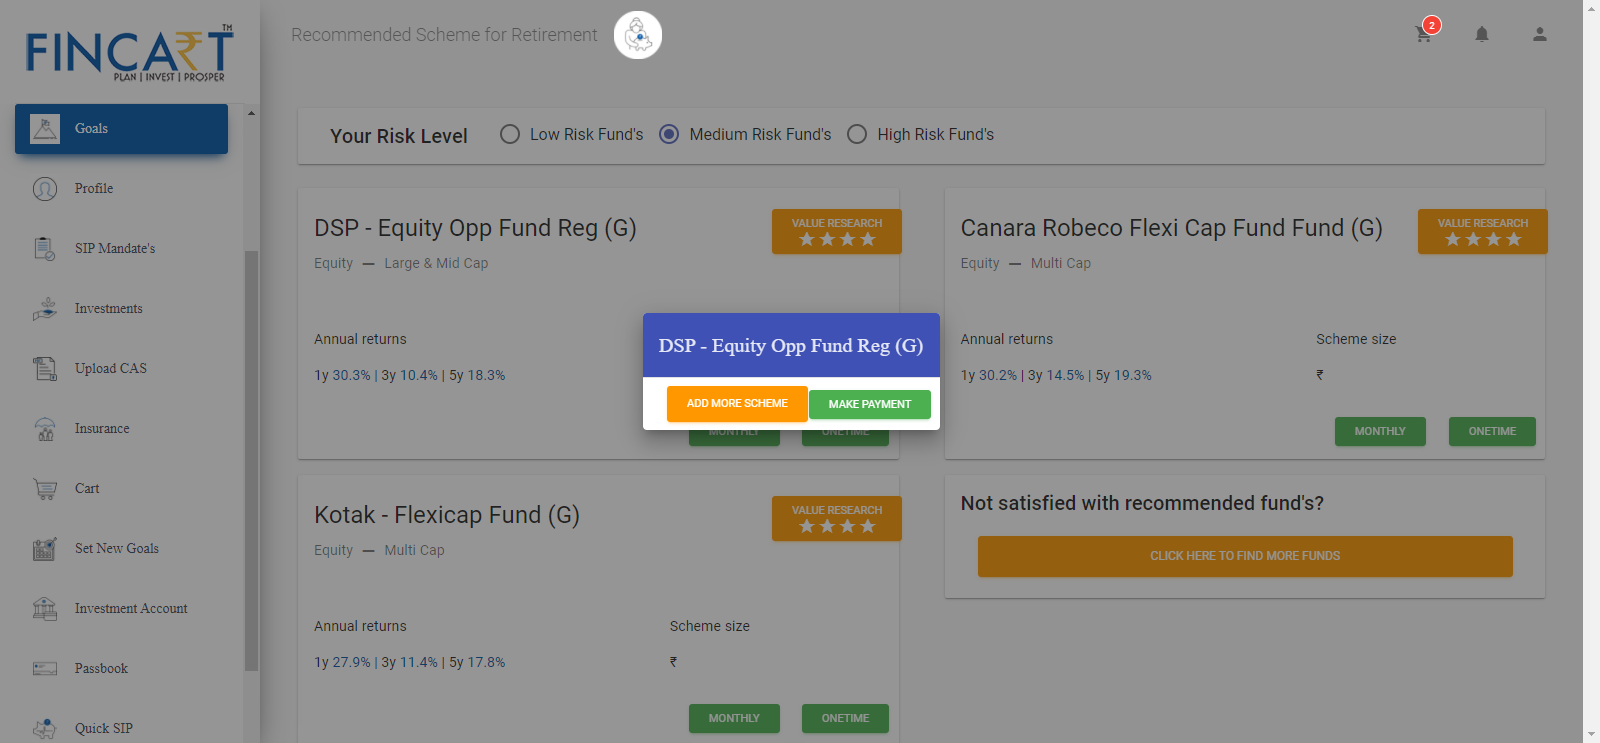 FINCART
TM
PLAN | INVEST | PROSPER
Recommended Scheme for Retirement
2
Goals
Profile
SIP Mandate's
Investments
Upload CAS
Insurance
Cart
Set New Goals
Investment Account
Passbook
Quick SIP
Your Risk Level
Low Risk Fund's
Medium Risk Fund's
High Risk Fund's
DSP - Equity Opp Fund Reg (G)
VALUE RESEARCH
Equity — Large & Mid Cap
Annual returns
1y 30.3% | 3y 10.4% | 5y 18.3%
MONTHLY
ONETIME
Canara Robeco Flexi Cap Fund Fund (G)
VALUE RESEARCH
Equity — Multi Cap
Annual returns
Scheme size
1y 30.2% | 3y 14.5% | 5y 19.3%
₹
MONTHLY
ONETIME
DSP - Equity Opp Fund Reg (G)
ADD MORE SCHEME
MAKE PAYMENT
Kotak - Flexicap Fund (G)
VALUE RESEARCH
Equity — Multi Cap
Annual returns
Scheme size
1y 27.9% | 3y 11.4% | 5y 17.8%
₹
MONTHLY
ONETIME
Not satisfied with recommended fund's?
CLICK HERE TO FIND MORE FUNDS